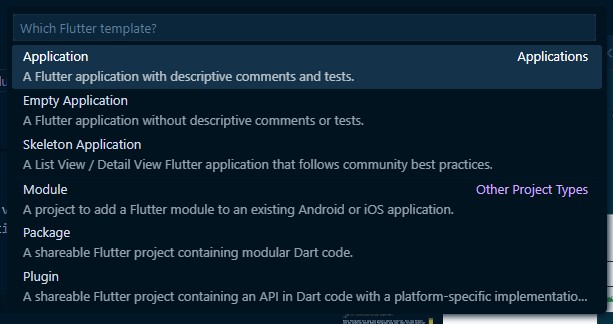 Which Flutter template?
Application Applications
A Flutter application with descriptive comments and tests.
Empty Application
A Flutter application without descriptive comments or tests.
Skeleton Application
A List View / Detail View Flutter application that follows community best practices.
Module Other Project Types
A project to add a Flutter module to an existing Android or iOS application.
Package
A shareable Flutter project containing modular Dart code.
Plugin
A shareable Flutter project containing an API in Dart code with a platform-specific implementatio...